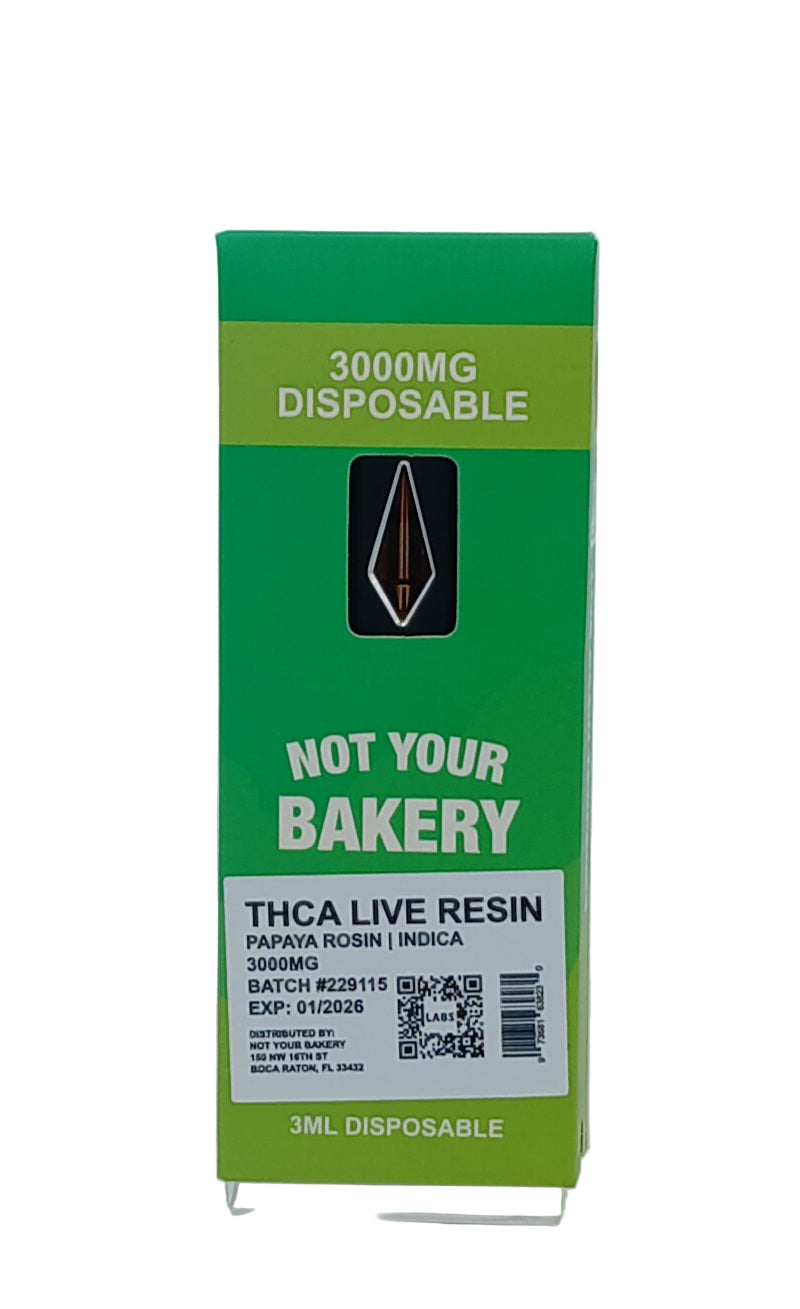 3000MG
DISPOSABLE
NOT YOUR
BAKERY
THCA LIVE RESIN
PAPAYA ROSIN | INDICA
3000MG
BATCH #229115
EXP: 01/2026
LABS
DISTRIBUTED BY:
NOT YOUR BAKERY
150 NW 16TH ST
BOCA RATON, FL 33432
3ML DISPOSABLE